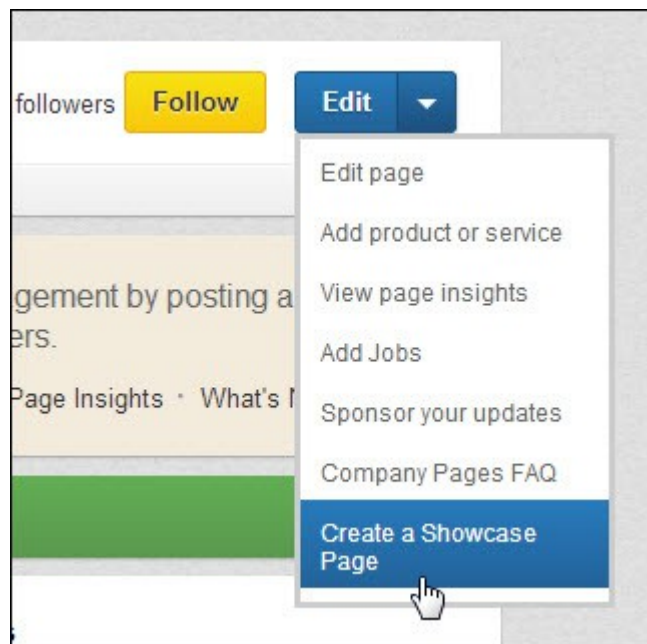 followers Follow Edit
Edit page
Add product or service
gement by posting a
View page insights
ers.
Add Jobs
Page Insights · What's
Sponsor your updates
Company Pages FAQ
Create a Showcase
Page